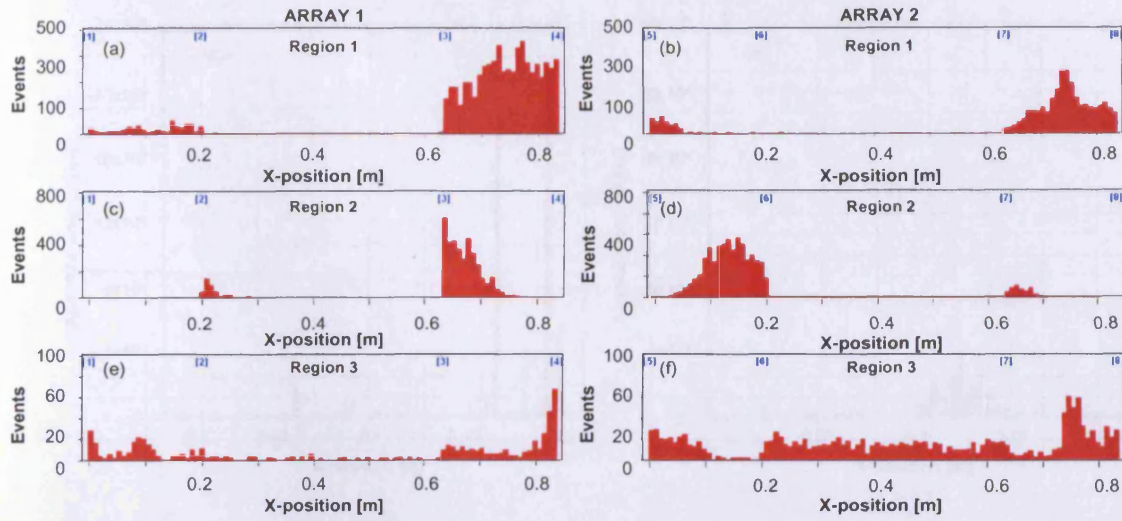 ARRAY 1
ARRAY 2
500
300
100
0
Events
(a)
[1]
[2]
Region 1
[3]
[4]
0.2
0.4
0.6
0.8
X-position [m]
500
300
100
0
Events
(b)
[5]
[6]
Region 1
[7]
[8]
0.2
0.4
0.6
0.8
X-position [m]
800
400
0
Events
(c)
[1]
[2]
Region 2
[3]
[4]
0.2
0.4
0.6
0.8
X-position [m]
800
400
0
Events
(d)
[5]
[6]
Region 2
[7]
[8]
0.2
0.4
0.6
0.8
X-position [m]
100
60
20
0
Events
(e)
[1]
[2]
Region 3
[3]
[4]
0.2
0.4
0.6
0.8
X-position [m]
100
60
20
0
Events
(f)
[5]
[6]
Region 3
[7]
[8]
0.2
0.4
0.6
0.8
X-position [m]